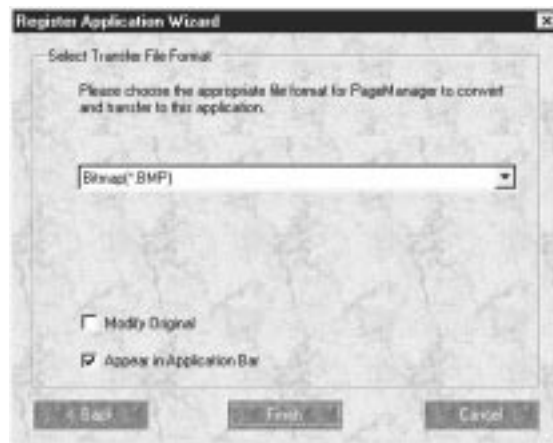 Register Application Wizard
Select Transfer File Format
Please choose the appropriate file format for PageManager to convert
and transfer to this application.
Bitmap(*.BMP)
Modify Original
Appear in Application Bar
< Back
Finish
Cancel